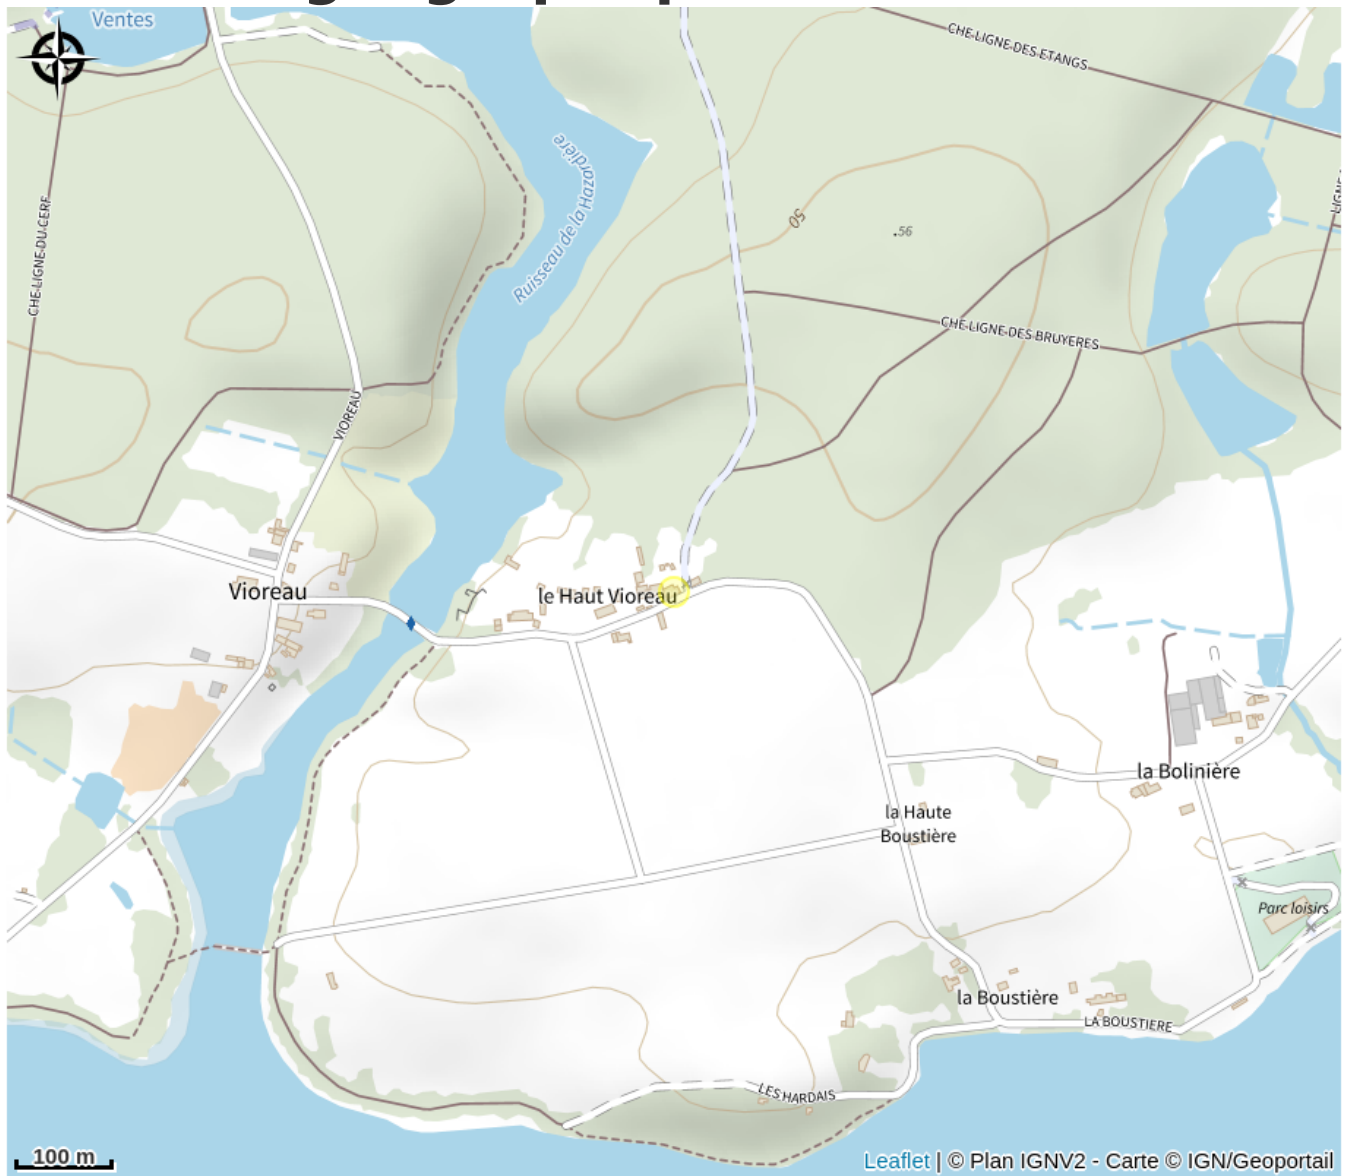 Ventes
CHE LIGNE DES ETANGS
Ruisseau de la Hazardière
CHE LIGNE DU CERF
50
.56
LIGNE
CHE LIGNE DES BRUYERES
VIOREAU
Vioreau
le Haut Vioreau
la Bolinière
la Haute
Boustière
Parc loisirs
la Boustière
LA BOUSTIERE
LES HARDAIS
100 m
Leaflet | © Plan IGNV2 - Carte © IGN/Geoportail